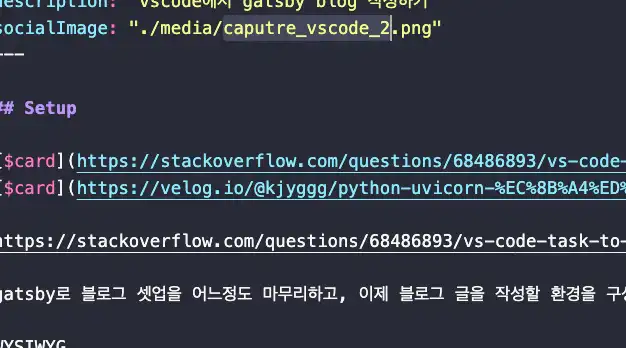 description: "vscode에서 gatsby blog 작성하기"
socialImage: "./media/caputre_vscode_2.png"
---
## Setup
[$card](https://stackoverflow.com/questions/68486893/vs-code-
[$card](https://velog.io/@kjyggg/python-uvicorn-%EC%8B%A4%ED%
https://stackoverflow.com/questions/68486893/vs-code-task-to-
gatsby로 블로그 셋업을 어느정도 마무리하고, 이제 블로그 글을 작성할 환경을 구성
WYSIWYG